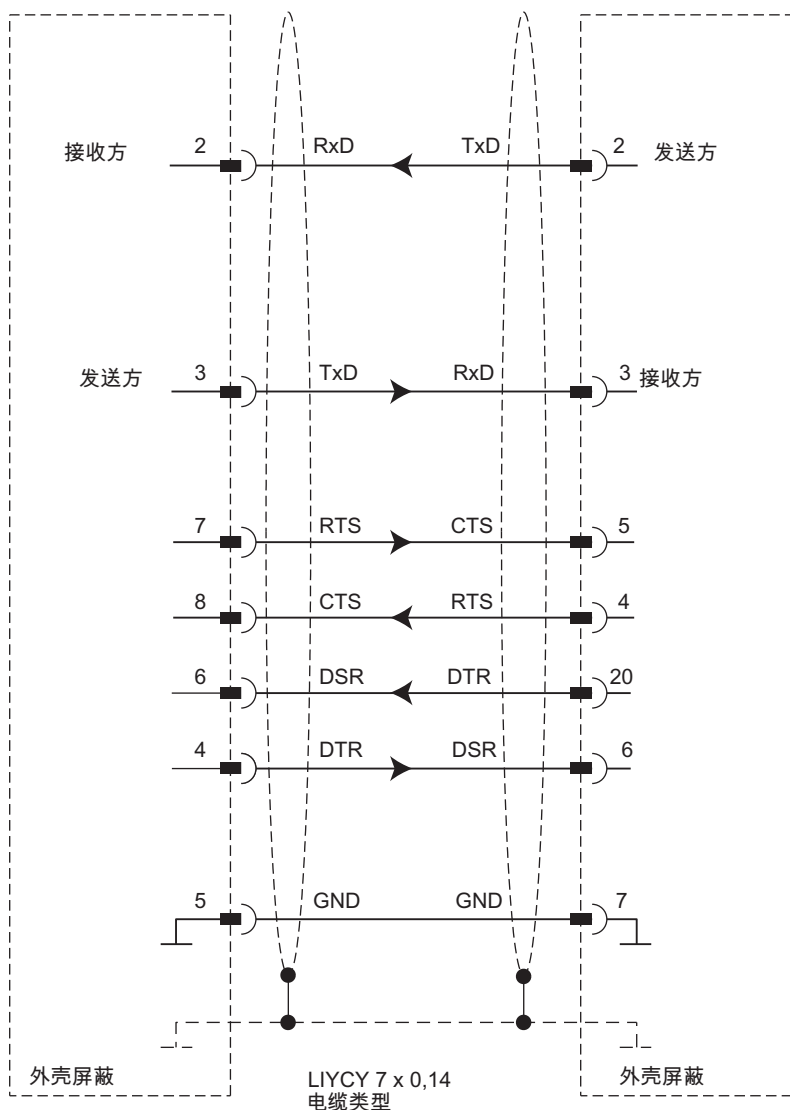 接收方 2 RxD TxD 2 发送方
发送方 3 TxD RxD 3 接收方
7 RTS CTS 5
8 CTS RTS 4
6 DSR DTR 20
4 DTR DSR 6
5 GND GND 7
外壳屏蔽 LIYCY 7 x 0,14 外壳屏蔽
电缆类型